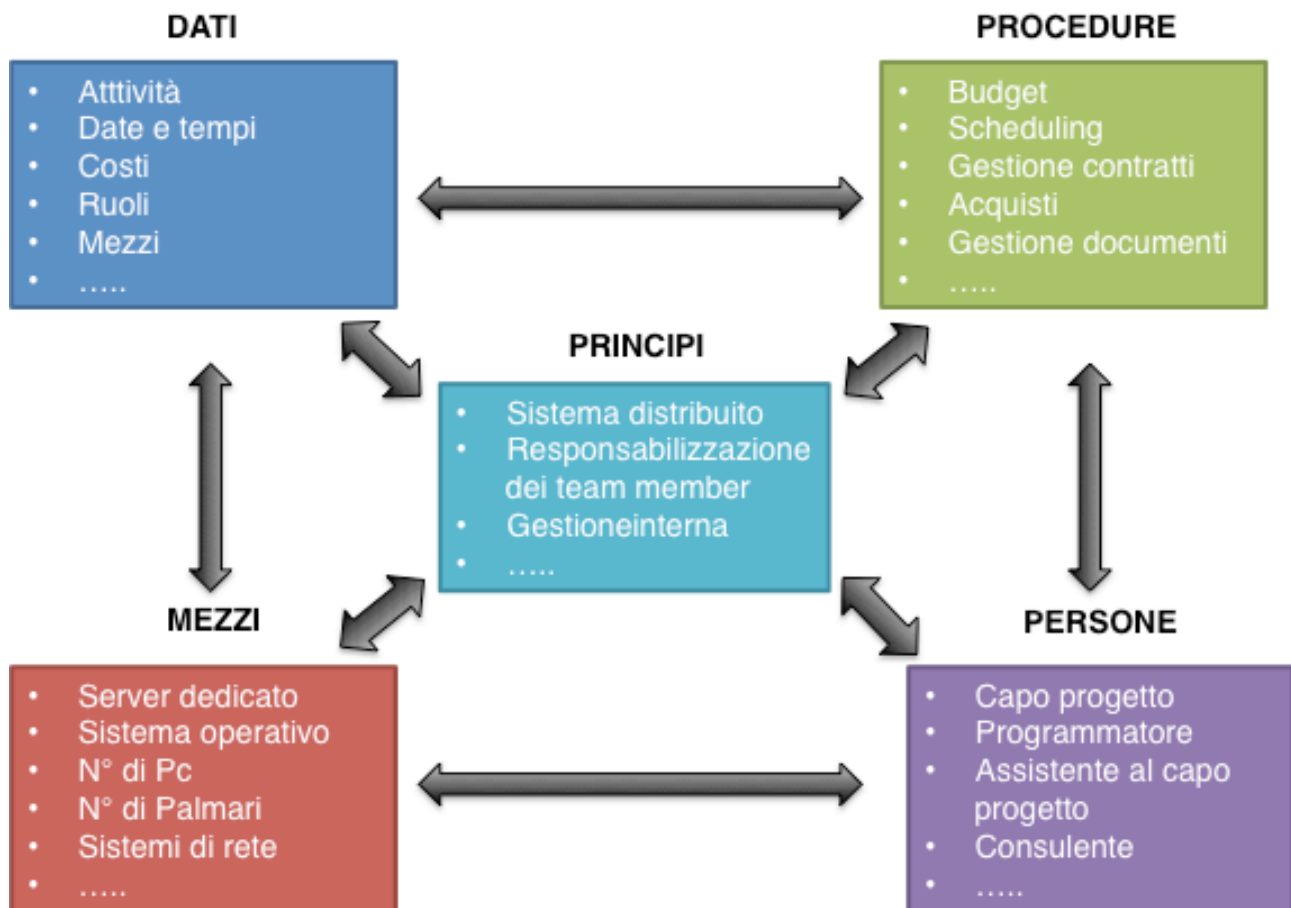 DATI
• Atttività
• Date e tempi
• Costi
• Ruoli
• Mezzi
• .....
PROCEDURE
• Budget
• Scheduling
• Gestione contratti
• Acquisti
• Gestione documenti
• .....
PRINCIPI
• Sistema distribuito
• Responsabilizzazione
dei team member
• Gestioneinterna
• .....
MEZZI
• Server dedicato
• Sistema operativo
• N° di Pc
• N° di Palmari
• Sistemi di rete
• .....
PERSONE
• Capo progetto
• Programmatore
• Assistente al capo
progetto
• Consulente
• .....